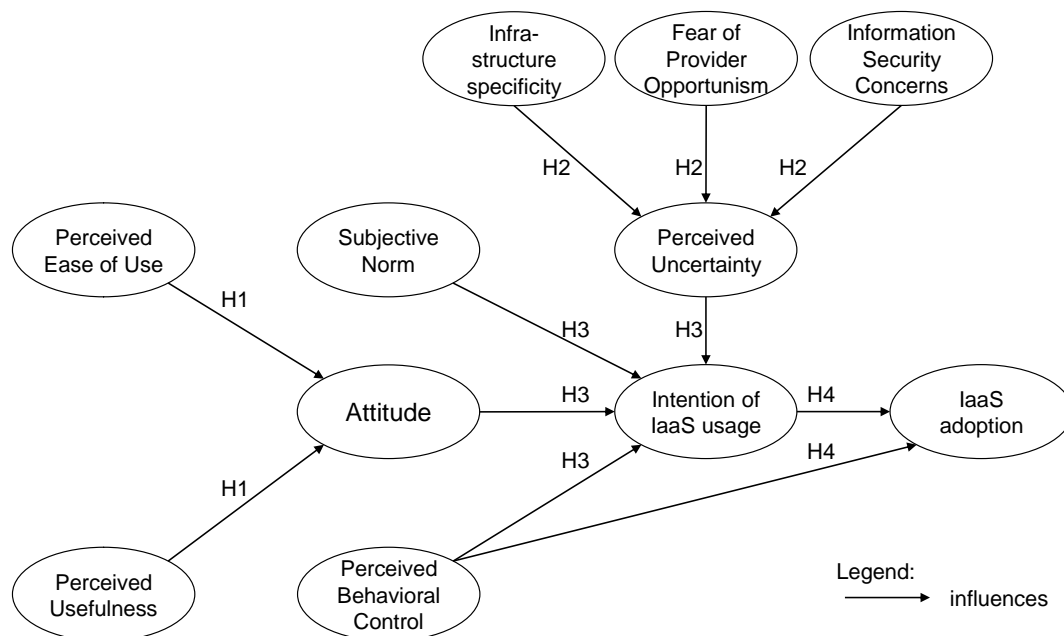 Infra-
structure
specificity
Fear of
Provider
Opportunism
Information
Security
Concerns
H2
H2
H2
Perceived
Ease of Use
Subjective
Norm
Perceived
Uncertainty
H1
H3
H3
Attitude
H3
Intention of
IaaS usage
H4
IaaS
adoption
H3
H4
H1
Perceived
Usefulness
Perceived
Behavioral
Control
Legend:
influences